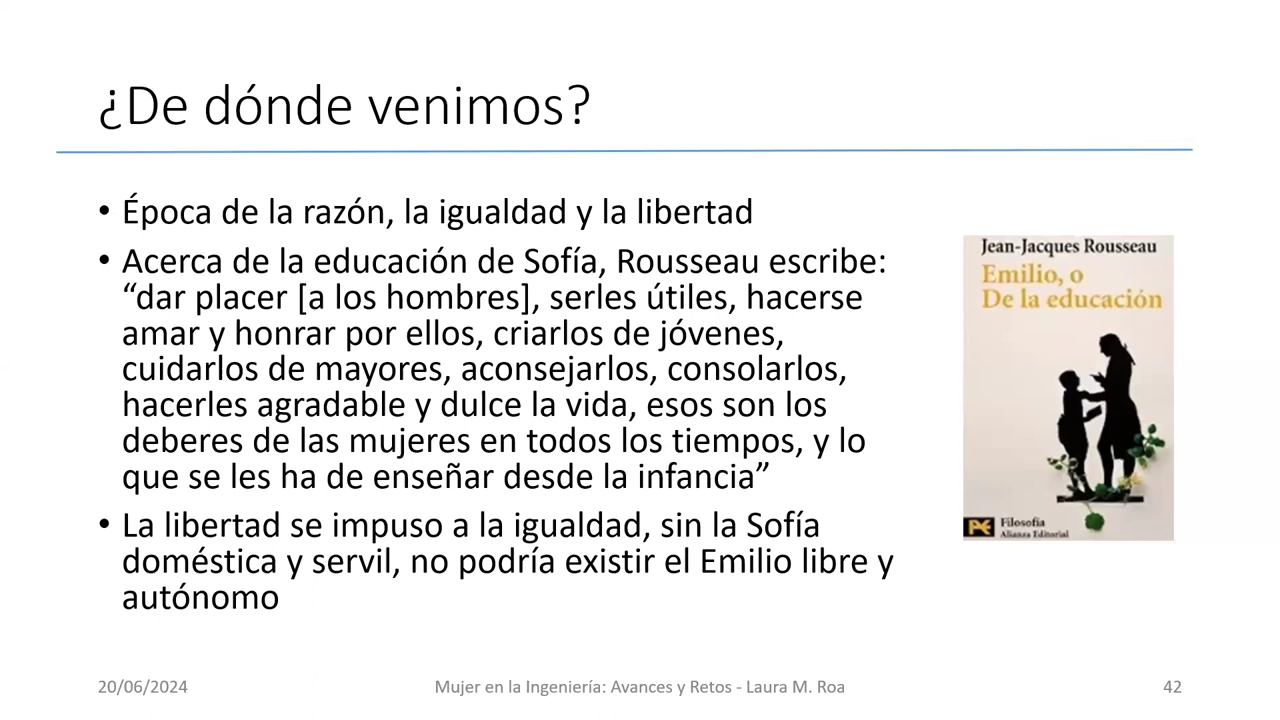 ¿De dónde venimos?
• Época de la razón, la igualdad y la libertad
• Acerca de la educación de Sofía, Rousseau escribe:
“dar placer [a los hombres], serles útiles, hacerse
amar y honrar por ellos, criarlos de jóvenes,
cuidarlos de mayores, aconsejarlos, consolarlos,
hacerles agradable y dulce la vida, esos son los
deberes de las mujeres en todos los tiempos, y lo
que se les ha de enseñar desde la infancia”
• La libertad se impuso a la igualdad, sin la Sofía
doméstica y servil, no podría existir el Emilio libre y
autónomo
Jean-Jacques Rousseau
Emilio, o
De la educación
Filosofía
Alianza Editorial
20/06/2024
Mujer en la Ingeniería: Avances y Retos - Laura M. Roa
42